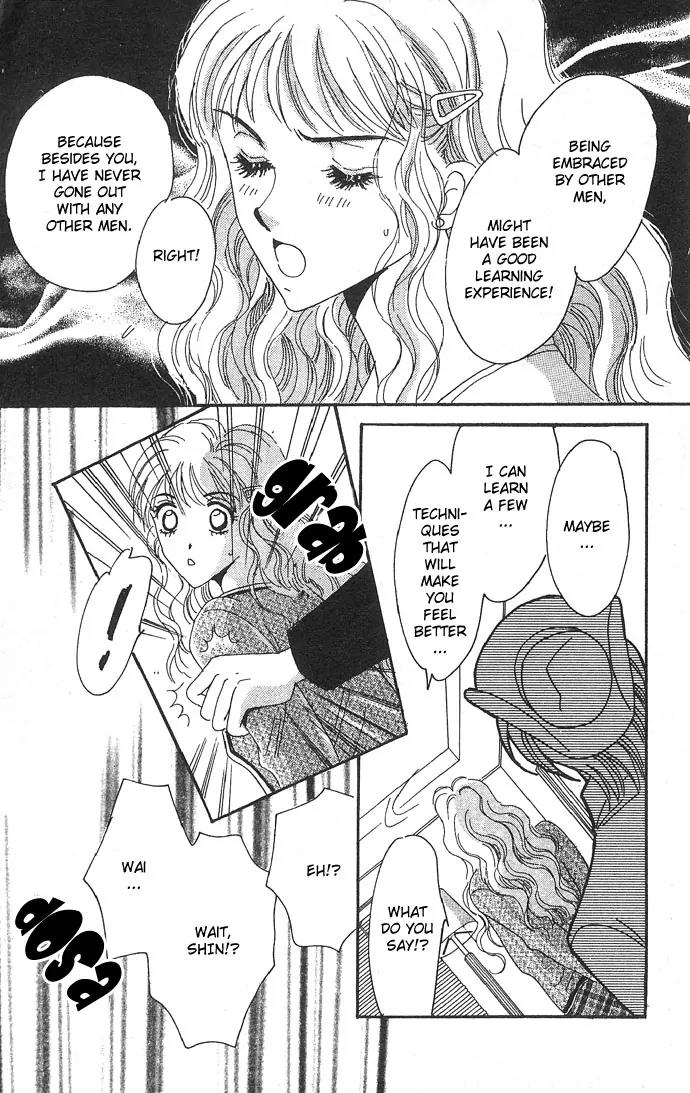 BEING
EMBRACED
BY OTHER
MEN,
MIGHT
HAVE BEEN
A GOOD
LEARNING
EXPERIENCE!
BECAUSE
BESIDES YOU,
I HAVE NEVER
GONE OUT
WITH ANY
OTHER MEN.
RIGHT!
MAYBE
...
I CAN
LEARN
A FEW
...
TECHNI-
QUES
THAT
WILL
MAKE
YOU
FEEL
BETTER
...
WHAT
DO YOU
SAY!?
grab
!
EH!?
WAIT,
SHIN!?
WAI
...
dosa